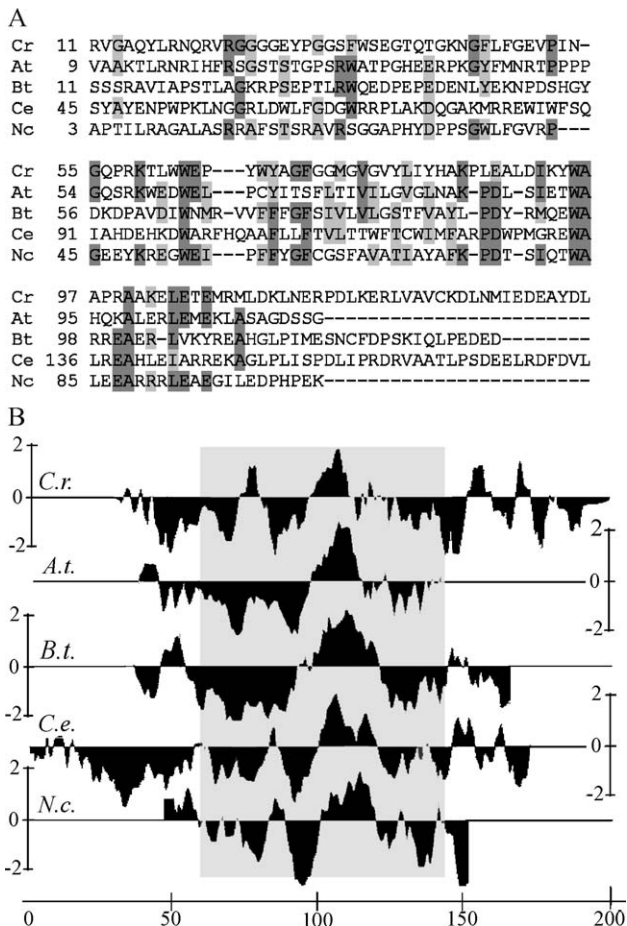 A
Cr 11 RVGAQYLRNQRVRGGGGEYPGGSFWSEGTQTGKNGFLFGEVPIN-
At 9 VAAKTLRNRIHFRSGSTSTGPSRWATPGHEERPKGYFMNRTPPPP
Bt 11 SSSRAVIAPSTLAGKRPSEPTLRWQEDPEPEDENLYEKNPDSHGY
Ce 45 SYAYENPWPKLNGGRLDWLFGDGWRRPLAKDQGAKMRREWIWFSQ
Nc 3 APTILRAGALASRRAFSTSRAVRSGGAPHYDPPSGWLFGVRP---
Cr 55 GQPRKTLWWEP---YWYAGFGGMGVGVYLIYHAKPLEALDIKYWA
At 54 GQSRKWEDWEL---PCYITSFLTIVILGVGLNAK-PDL-SIETWA
Bt 56 DKDPAVDIWNMR-VVFFFGFSIVLVLGSTFVAYL-PDY-RMQEWA
Ce 91 IAHDEHKDWARFHQAAFLLFTVLTTWFTCWIMFARPDWPMGREWA
Nc 45 GEEYKREGWEI---PFFYGFCGSFAVATIAYAFK-PDT-SIQTWA
Cr 97 APRAAKELETEMRMLDKLNERPDLKERLVAVCKDLNMIEDEAYDL
At 95 HQKALERLEMEKLASAGDSSG------------------------
Bt 98 RREAER-LVKYREAHGLPIMESNCFDPSKIQLPEDED--------
Ce 136 LREAHLEIARREKAGLPLISPDLIPRDRVAATLPSDEELRDFDVL
Nc 85 LEEARRRLEAEGILEDPHPEK------------------------
B
2 C.r.
0
-2 2
A.t. 0
2 -2
B.t.
0
-2 2
C.e. 0
2 -2
N.c.
0
-2
0 50 100 150 200